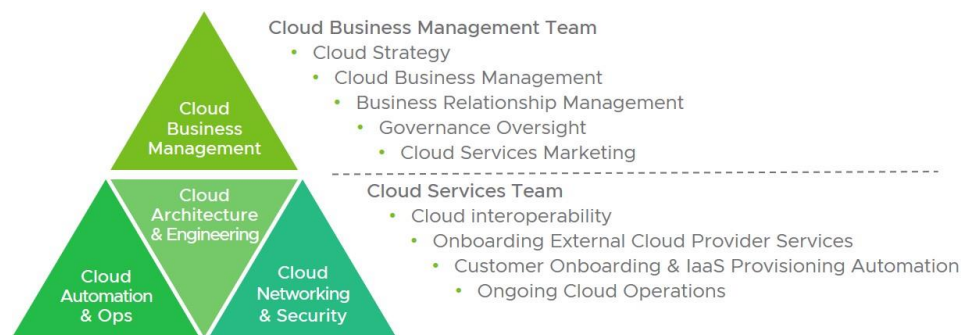 Cloud Business Management Team
• Cloud Strategy
• Cloud Business Management
• Business Relationship Management
• Governance Oversight
• Cloud Services Marketing
Cloud
Business
Management
Cloud Services Team
• Cloud interoperability
• Onboarding External Cloud Provider Services
• Customer Onboarding & IaaS Provisioning Automation
• Ongoing Cloud Operations
Cloud
Architecture
& Engineering
Cloud
Automation
& Ops
Cloud
Networking
& Security